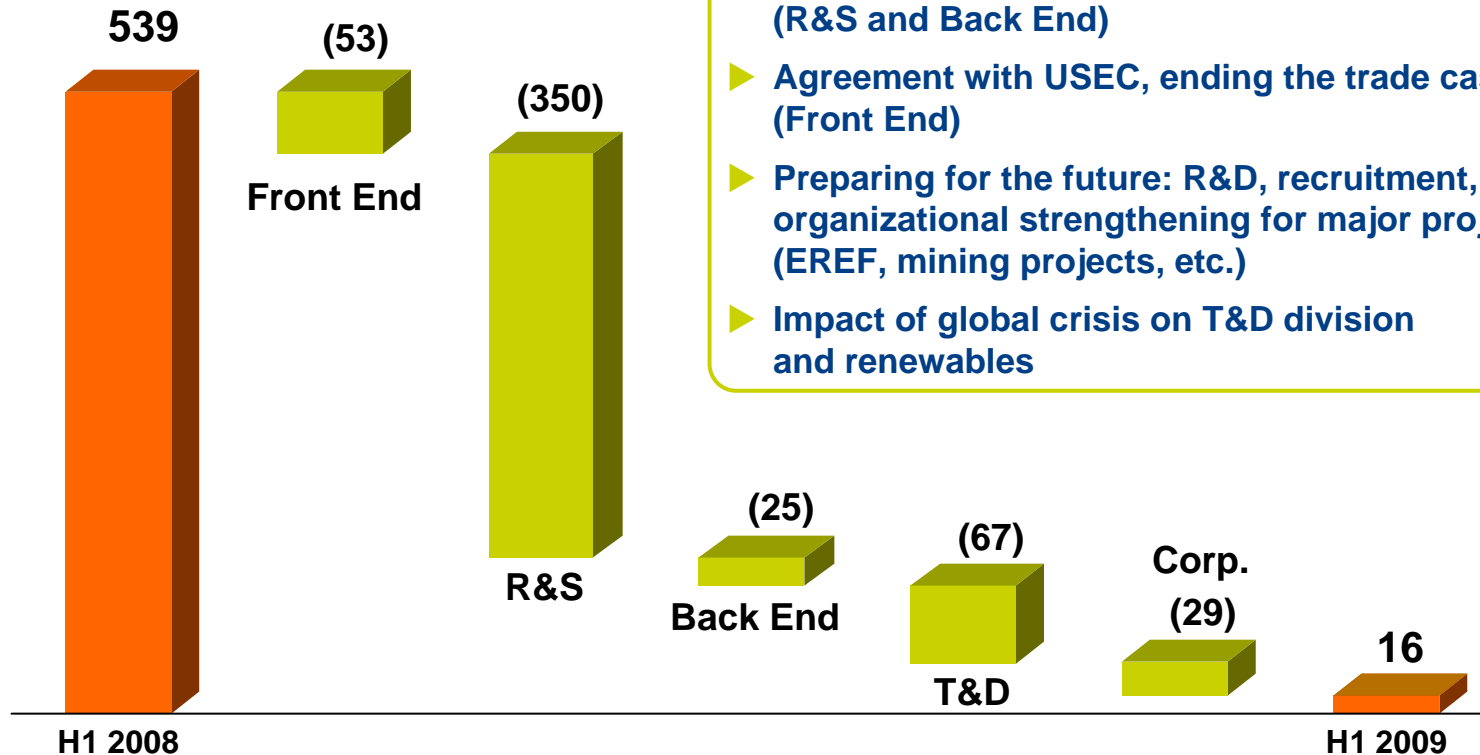 539
(53)
Front End
(350)
R&S
(25)
Back End
(67)
T&D
Corp.
(29)
16
H1 2008
H1 2009
(R&S and Back End)
Agreement with USEC, ending the trade
(Front End)
Preparing for the future: R&D, recruitment,
organizational strengthening for major
(EREF, mining projects, etc.)
Impact of global crisis on T&D division
and renewables